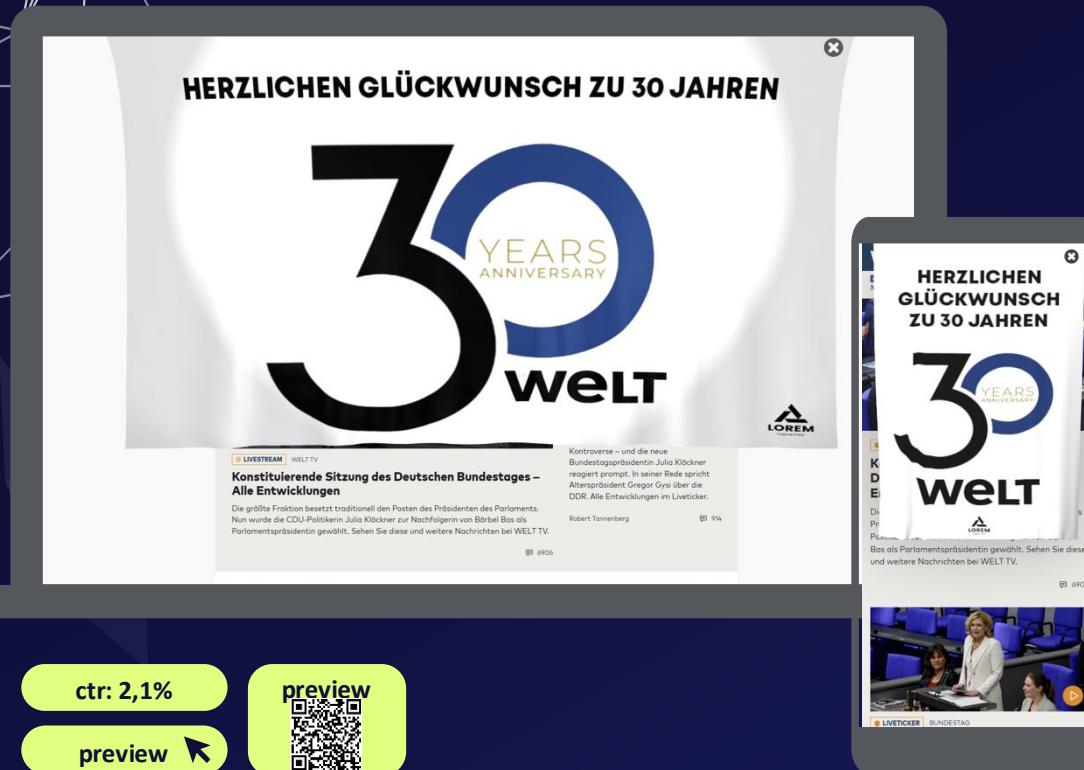 HERZLICHEN GLÜCKWUNSCH ZU 30 JAHREN
30
YEARS
ANNIVERSARY
WELT
LOREM
LIVESTREAM WELT TV
Konstituierende Sitzung des Deutschen Bundestages –
Alle Entwicklungen
Die größte Fraktion besetzt traditionell den Posten des Präsidenten des Parlaments.
Nun wurde die CDU-Politikerin Julia Klöckner zur Nachfolgerin von Bärbel Bas als
Parlamentspräsidentin gewählt. Sehen Sie diese und weitere Nachrichten bei WELT TV.
6906
Kontroverse – und die neue
Bundestagspräsidentin Julia Klöckner
reagiert prompt. In seiner Rede spricht
Alterspräsident Gregor Gysi über die
DDR. Alle Entwicklungen im Liveticker.
Robert Tannenberg 914
HERZLICHEN
GLÜCKWUNSCH
ZU 30 JAHREN
30
YEARS
ANNIVERSARY
WELT
LOREM
Bas als Parlamentspräsidentin gewählt. Sehen Sie diese
und weitere Nachrichten bei WELT TV.
690
LIVETICKER BUNDESTAG
ctr: 2,1%
preview
preview